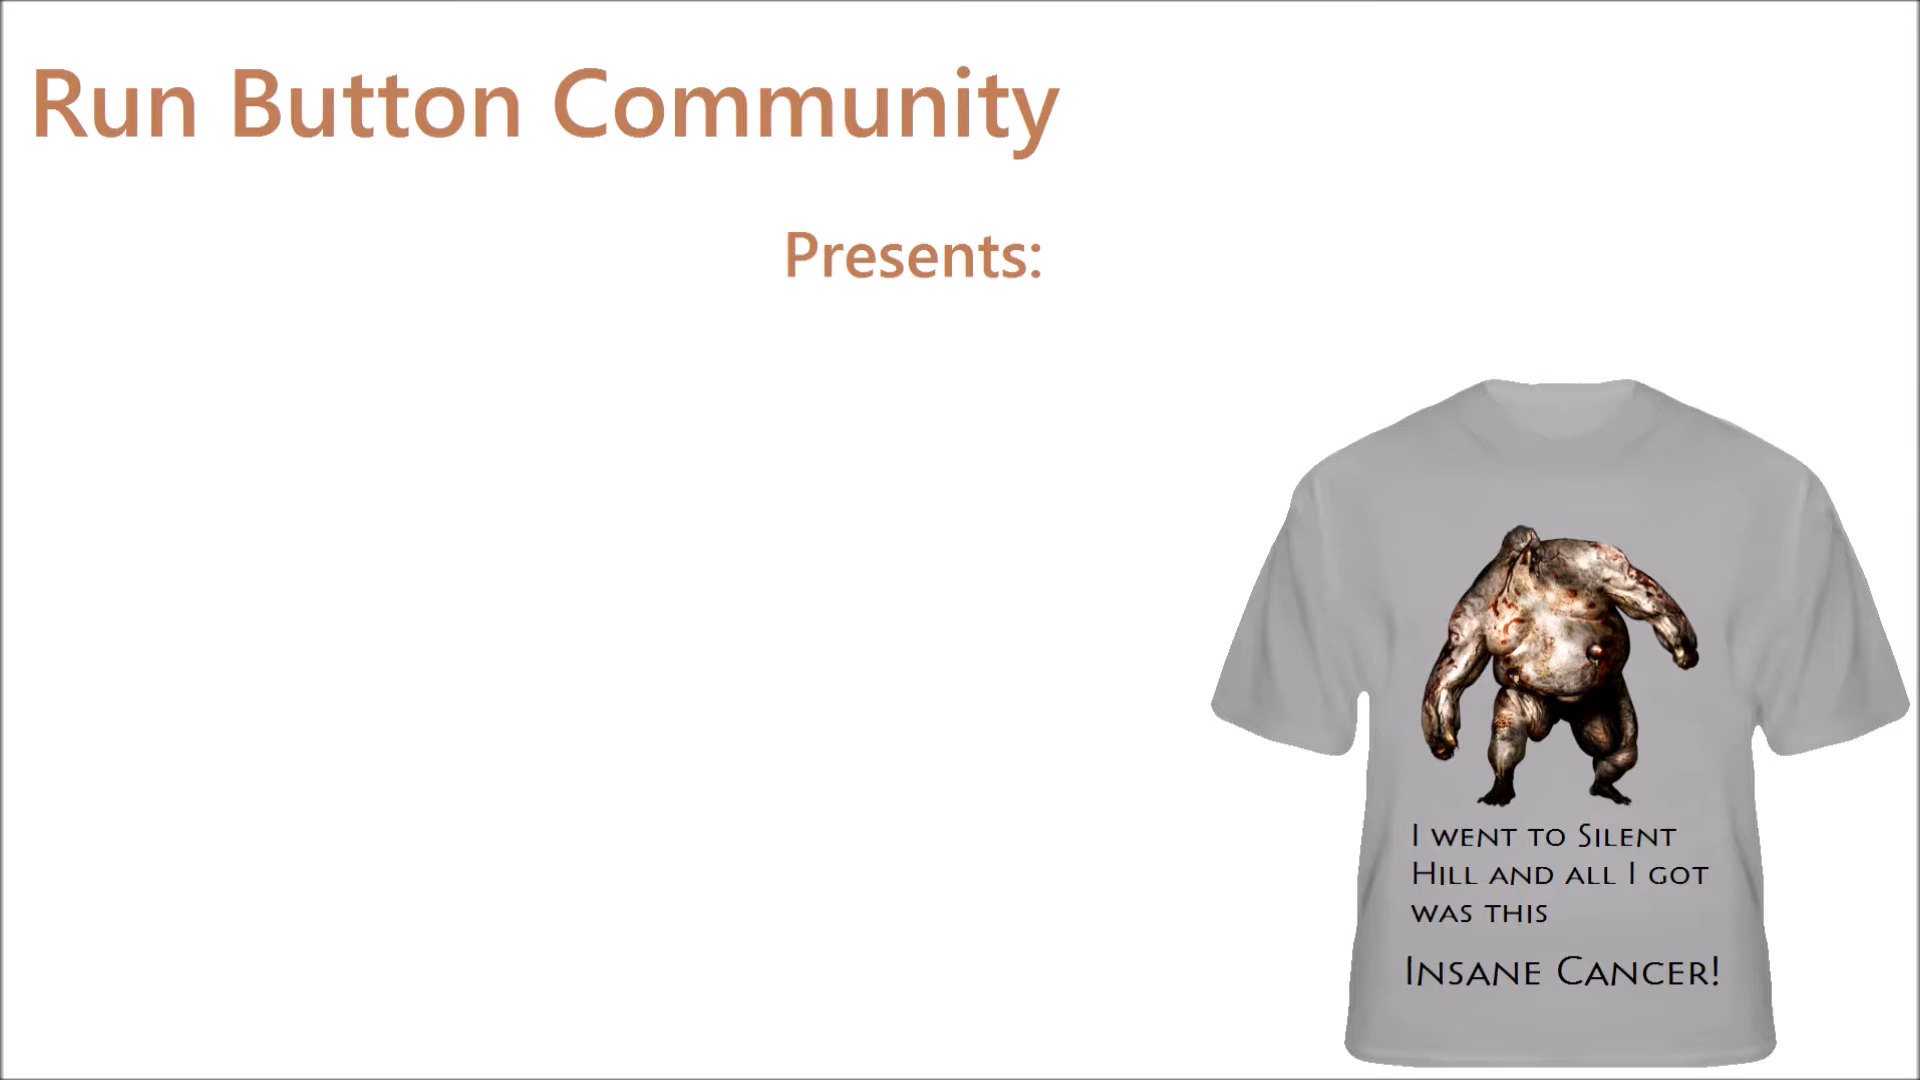 Run Button Community
Presents:
I WENT TO SILENT
HILL AND ALL I GOT
WAS THIS
INSANE CANCER!